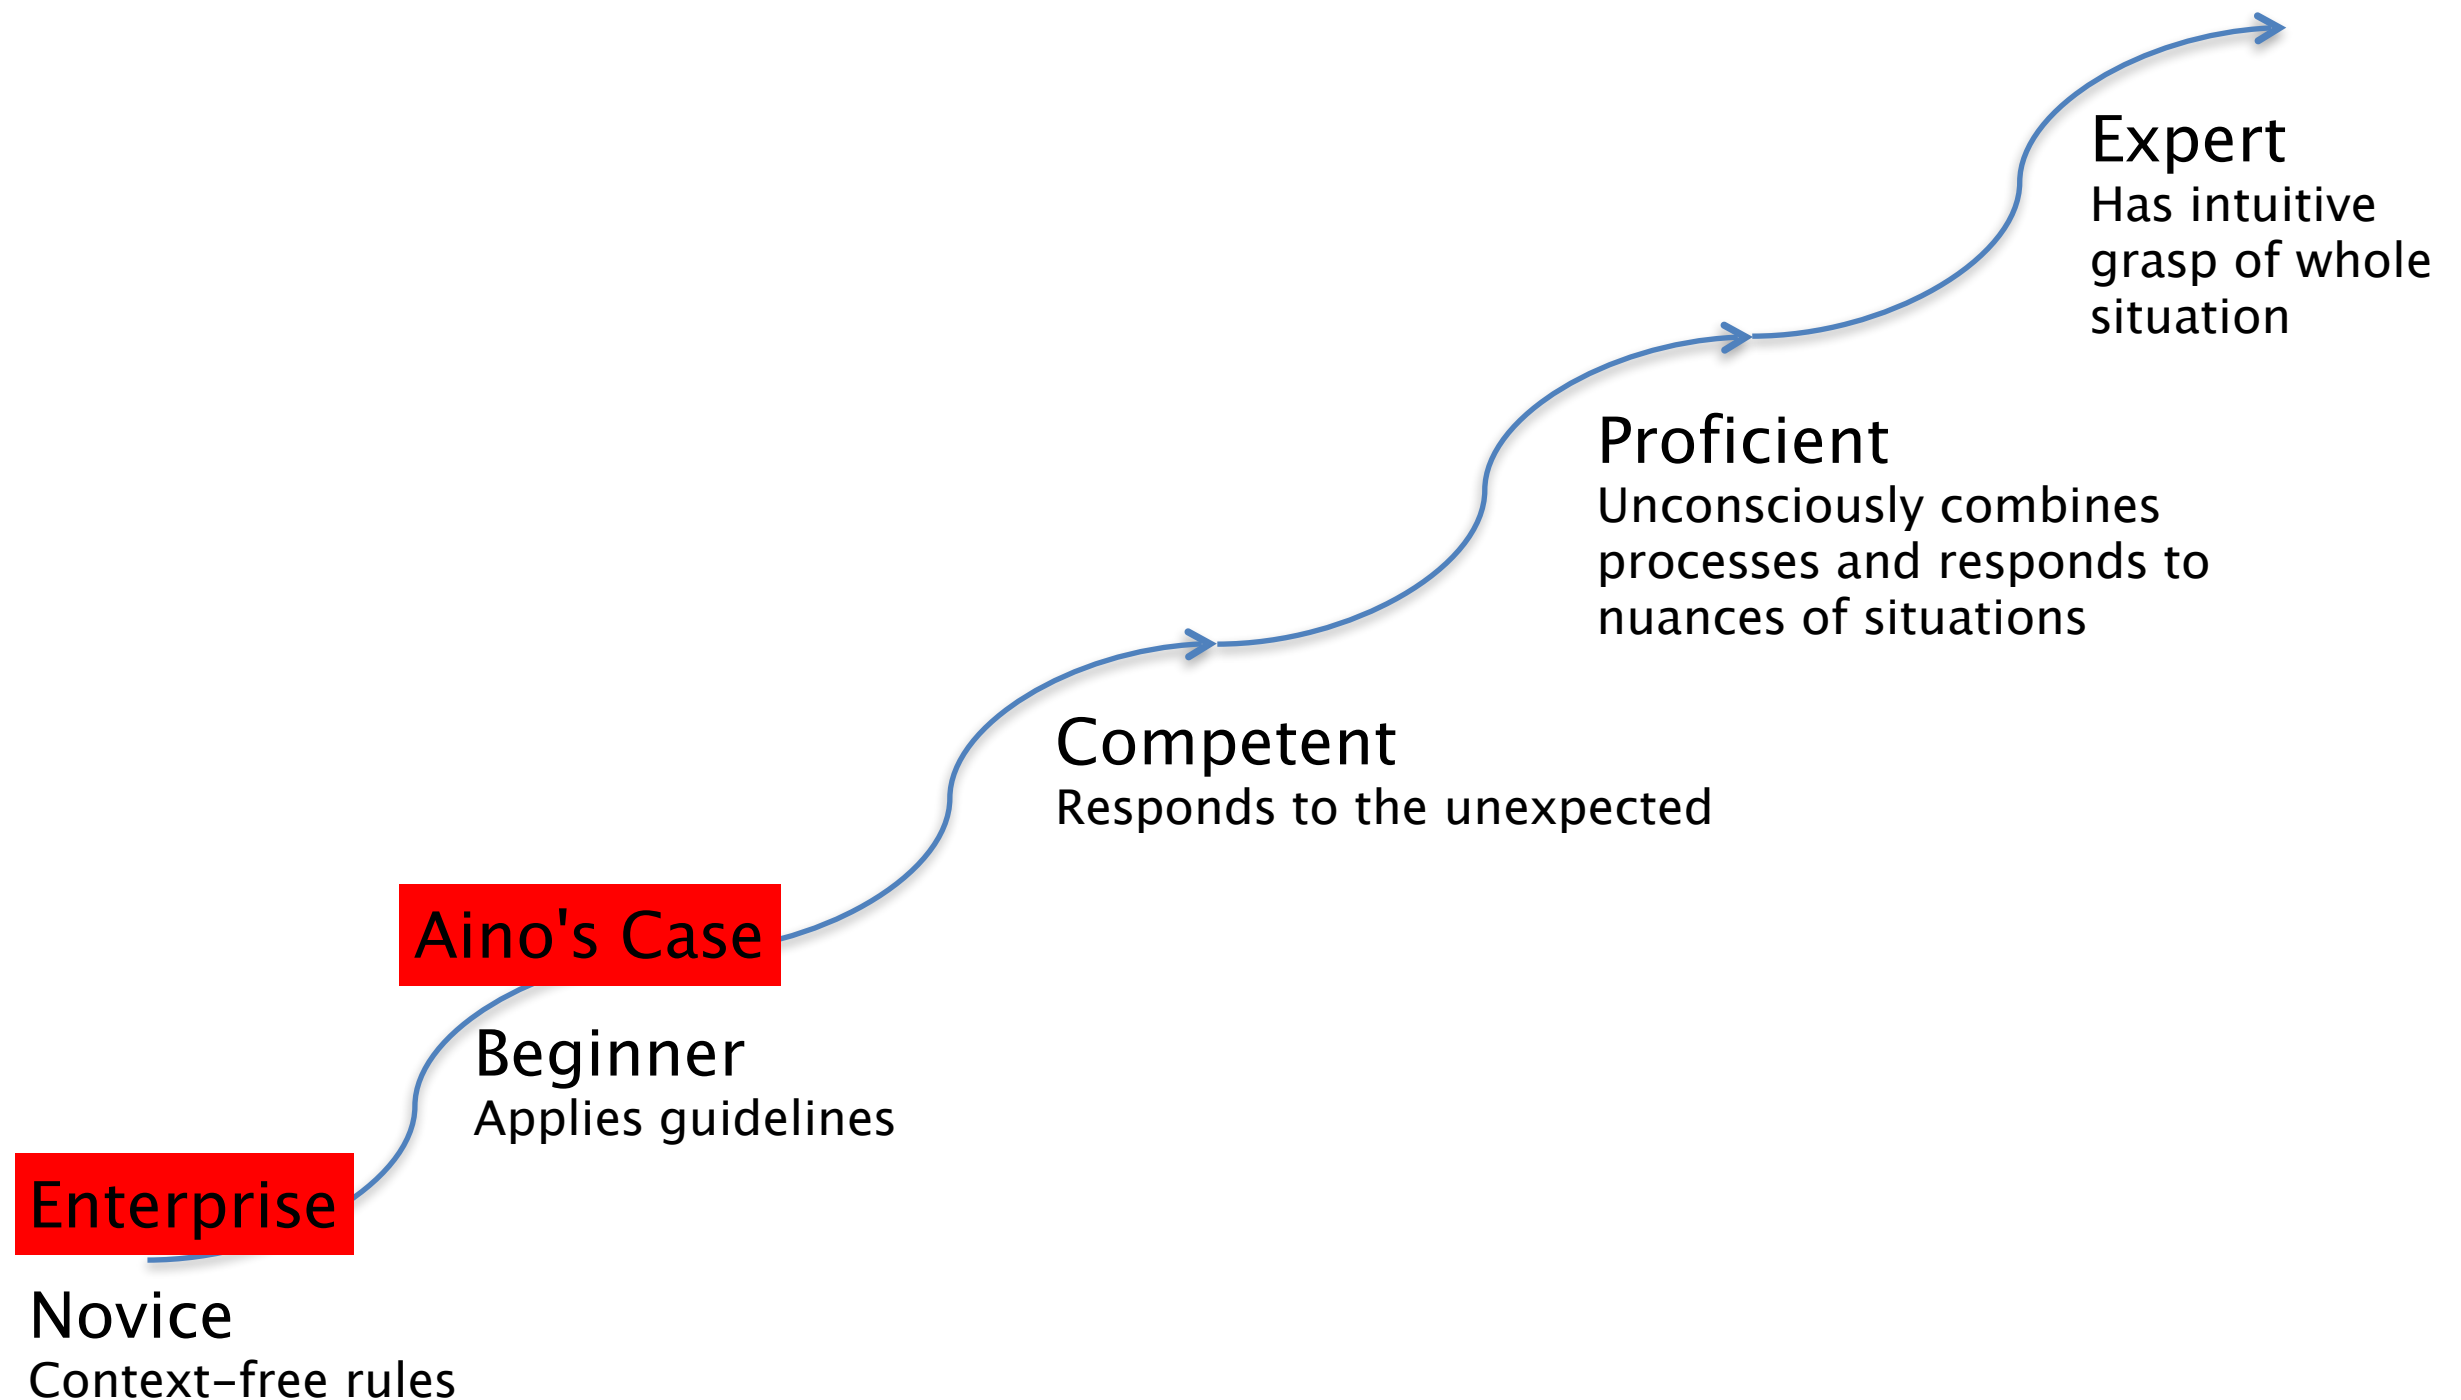 Expert
Has intuitive
grasp of whole
situation
Proficient
Unconsciously combines
processes and responds to
nuances of situations
Competent
Responds to the unexpected
Aino's Case
Beginner
Applies guidelines
Enterprise
Novice
Context-free rules